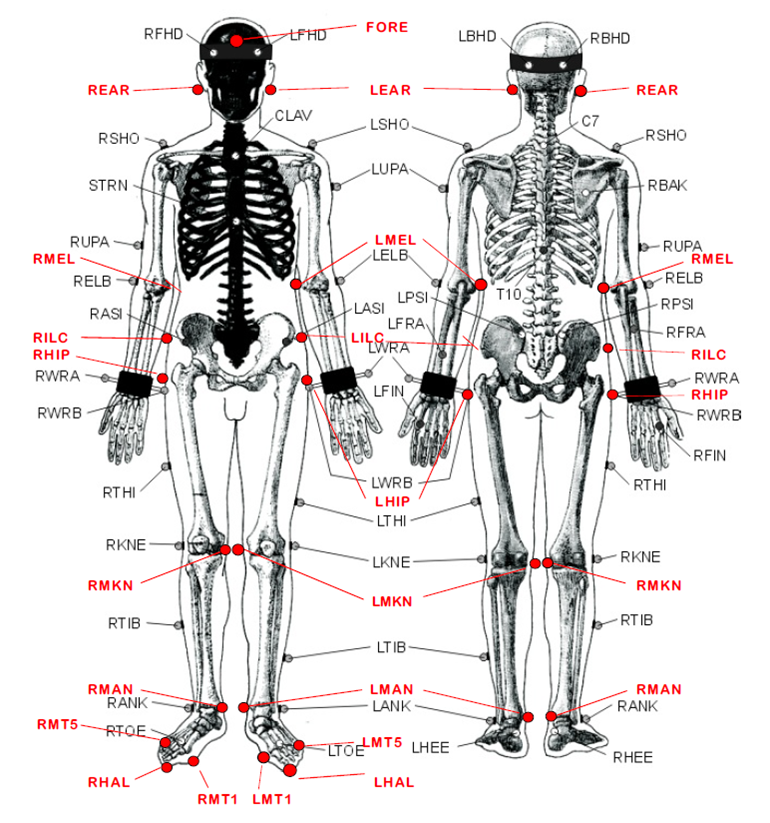 FORE
RFHD
LFHD
LBHD
RBHD
REAR
LEAR
REAR
CLAV
C7
RSHO
LSHO
RSHO
STRN
LUPA
RBAK
RUPA
LMEL
RUPA
RMEL
LELB
RMEL
RELB
T10
RELB
RASI
LASI
LPSI
RPSI
LFRA
RFRA
RILC
LILC
RILC
RHIP
LWRA
RWRA
LFIN
RWRA
RHIP
RWRB
RWRB
RFIN
LWRB
RTHI
LHIP
RTHI
LTHI
RKNE
LKNE
RKNE
RMKN
LMKN
RMKN
RTIB
RTIB
LTIB
RMAN
LMAN
RMAN
RANK
LANK
RANK
RMT5
RTOE
LTOE
LMT5
LHEE
RHEE
RHAL
RMT1
LMT1
LHAL